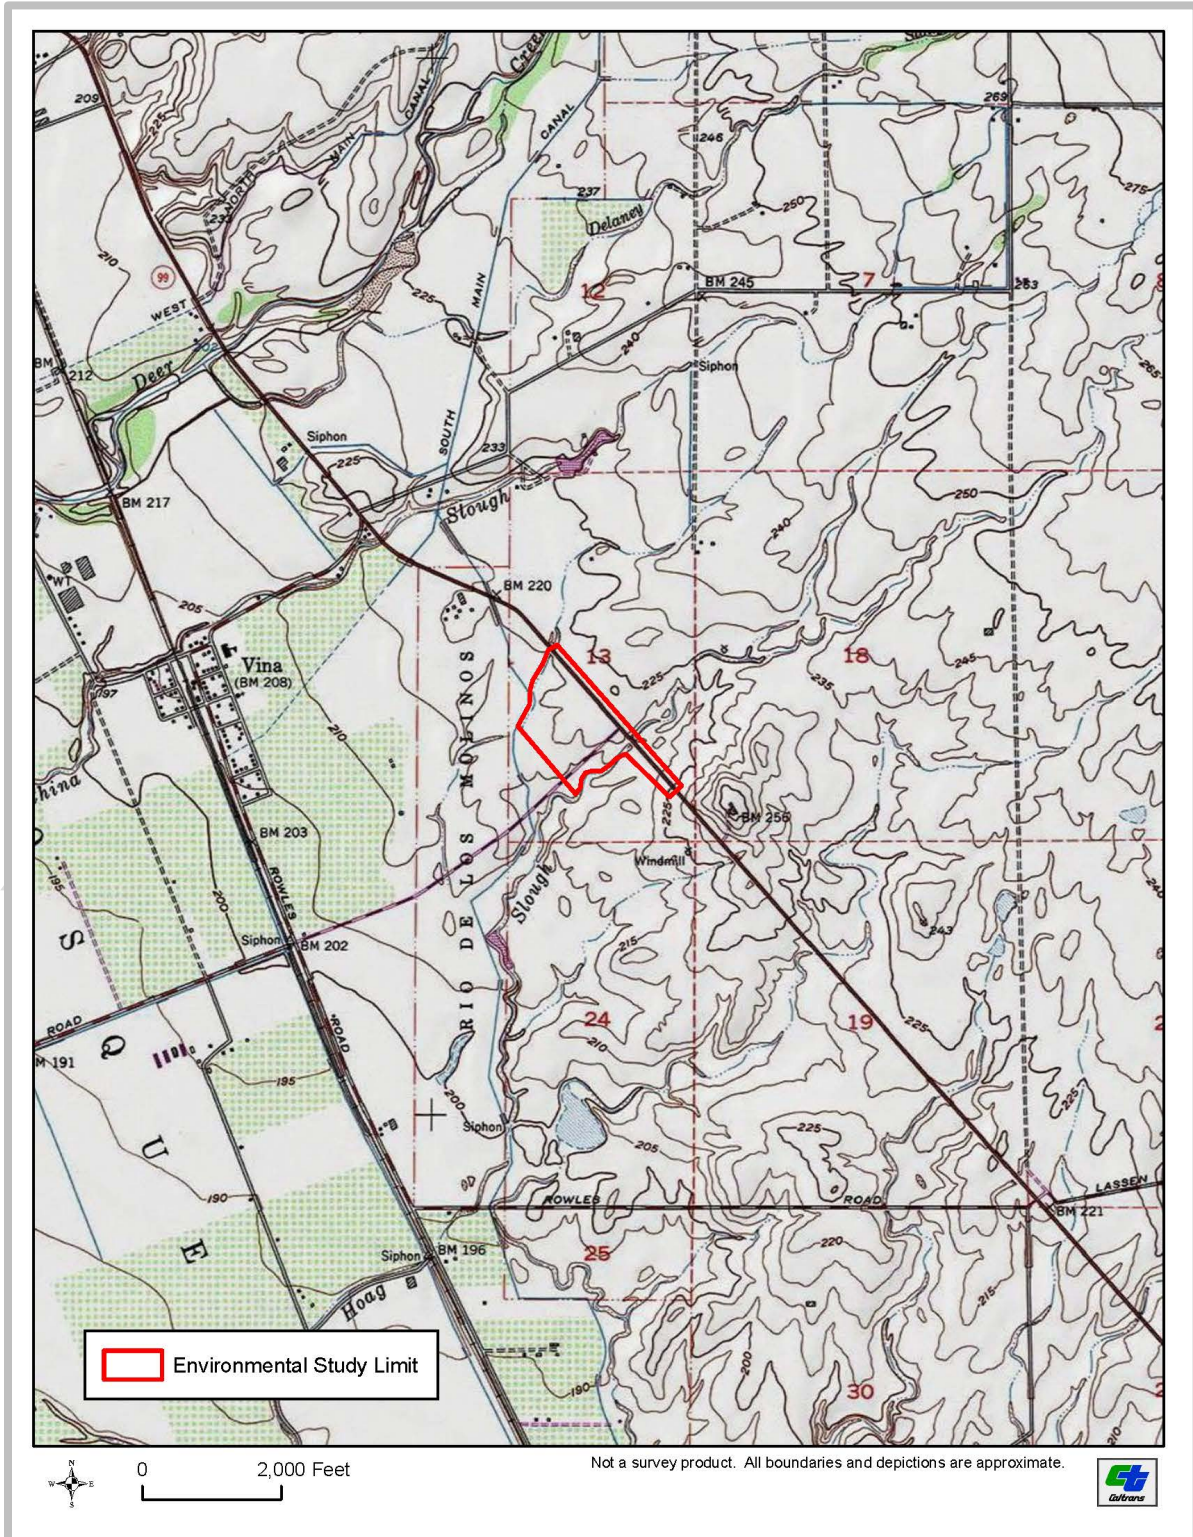 Creek
CANAL
209
225
NORTH
MAIN
CANAL
269
246
275
233
237
Delaney
250
210
99
WEST
225
MAIN
12
BM 245
7
263
240
BM
212
Deer
Siphon
265
SOUTH
Siphon
233
225
BM 217
Slough
250
240
WT
BM 220
205
Vina
(BM 208)
13
18
245
225
235
197
210
RIO DE LOS MOLINOS
China
225
BM 256
BM 203
Windmill
195
200
ROWLES
Slough
243
S
Siphon
BM 202
215
ROAD
ROAD
24
19
225
Q
210
M 191
195
200
225
225
U
Siphon
205
190
ROWLES
ROAD
LASSEN
BM 221
E
Siphon
BM 196
25
220
Hoag
215
Environmental Study Limit
190
200
30
210
N
W
E
S
0
2,000 Feet
Not a survey product. All boundaries and depictions are approximate.
Caltrans